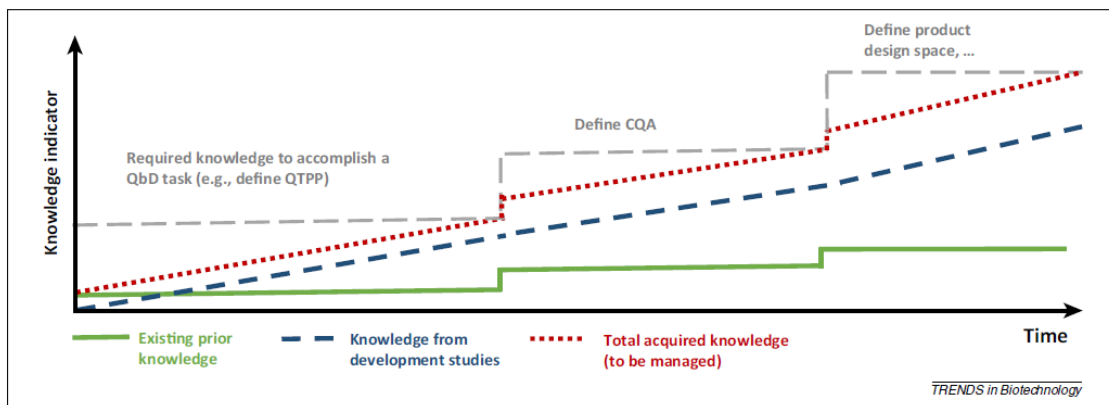 Define product
design space, ...
Define CQA
Required knowledge to accomplish a
QbD task (e.g., define QTPP)
Knowledge indicator
Time
Existing prior
knowledge
Knowledge from
development studies
Total acquired knowledge
(to be managed)
TRENDS in Biotechnology